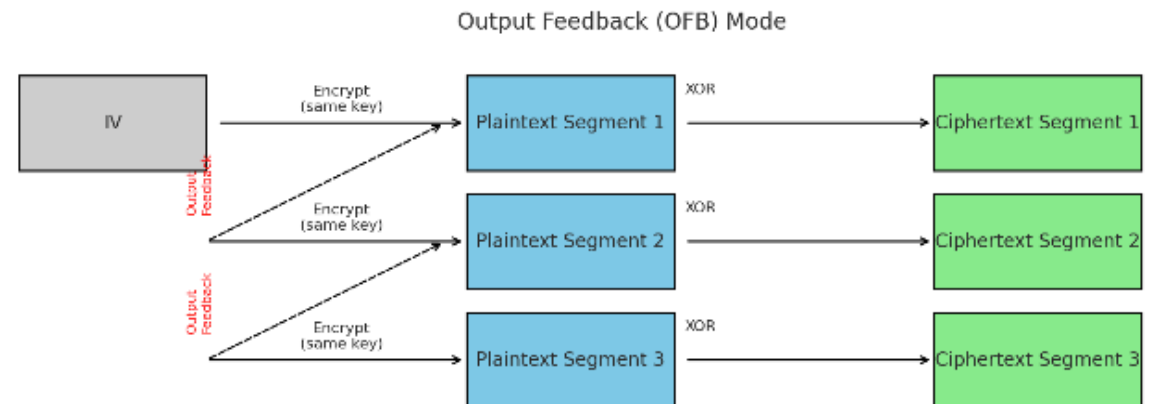 Output Feedback (OFB) Mode
IV
Encrypt
(same key)
Plaintext Segment 1
XOR
Ciphertext Segment 1
Output
Feedback
Encrypt
(same key)
Plaintext Segment 2
XOR
Ciphertext Segment 2
Output
Feedback
Encrypt
(same key)
Plaintext Segment 3
XOR
Ciphertext Segment 3